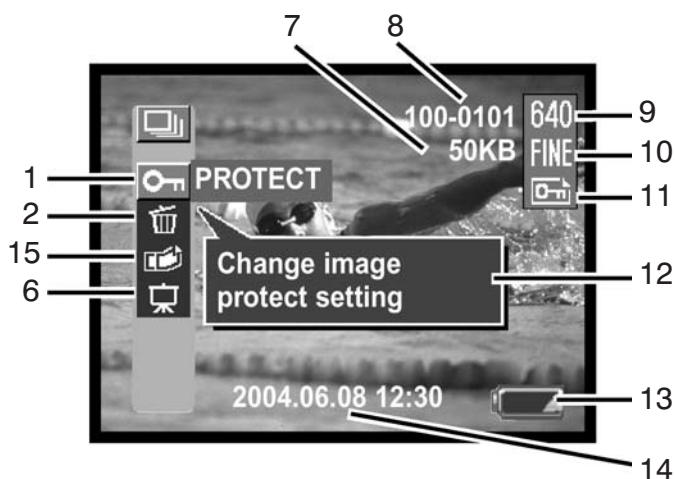 7 8
100-0101 640 9
50KB FINE 10
1 PROTECT 11
2
15 Change image 12
6 protect setting
2004.06.08 12:30 13
14